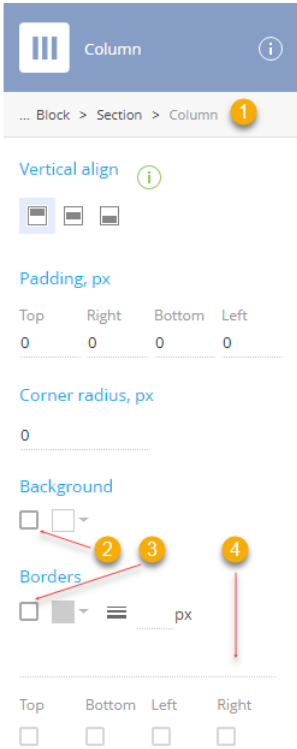 Column
i
... Block > Section > Column 1
Vertical align i
Padding, px
Top Right Bottom Left
0 0 0 0
Corner radius, px
0
Background
2 3 4
Borders
px
Top Bottom Left Right